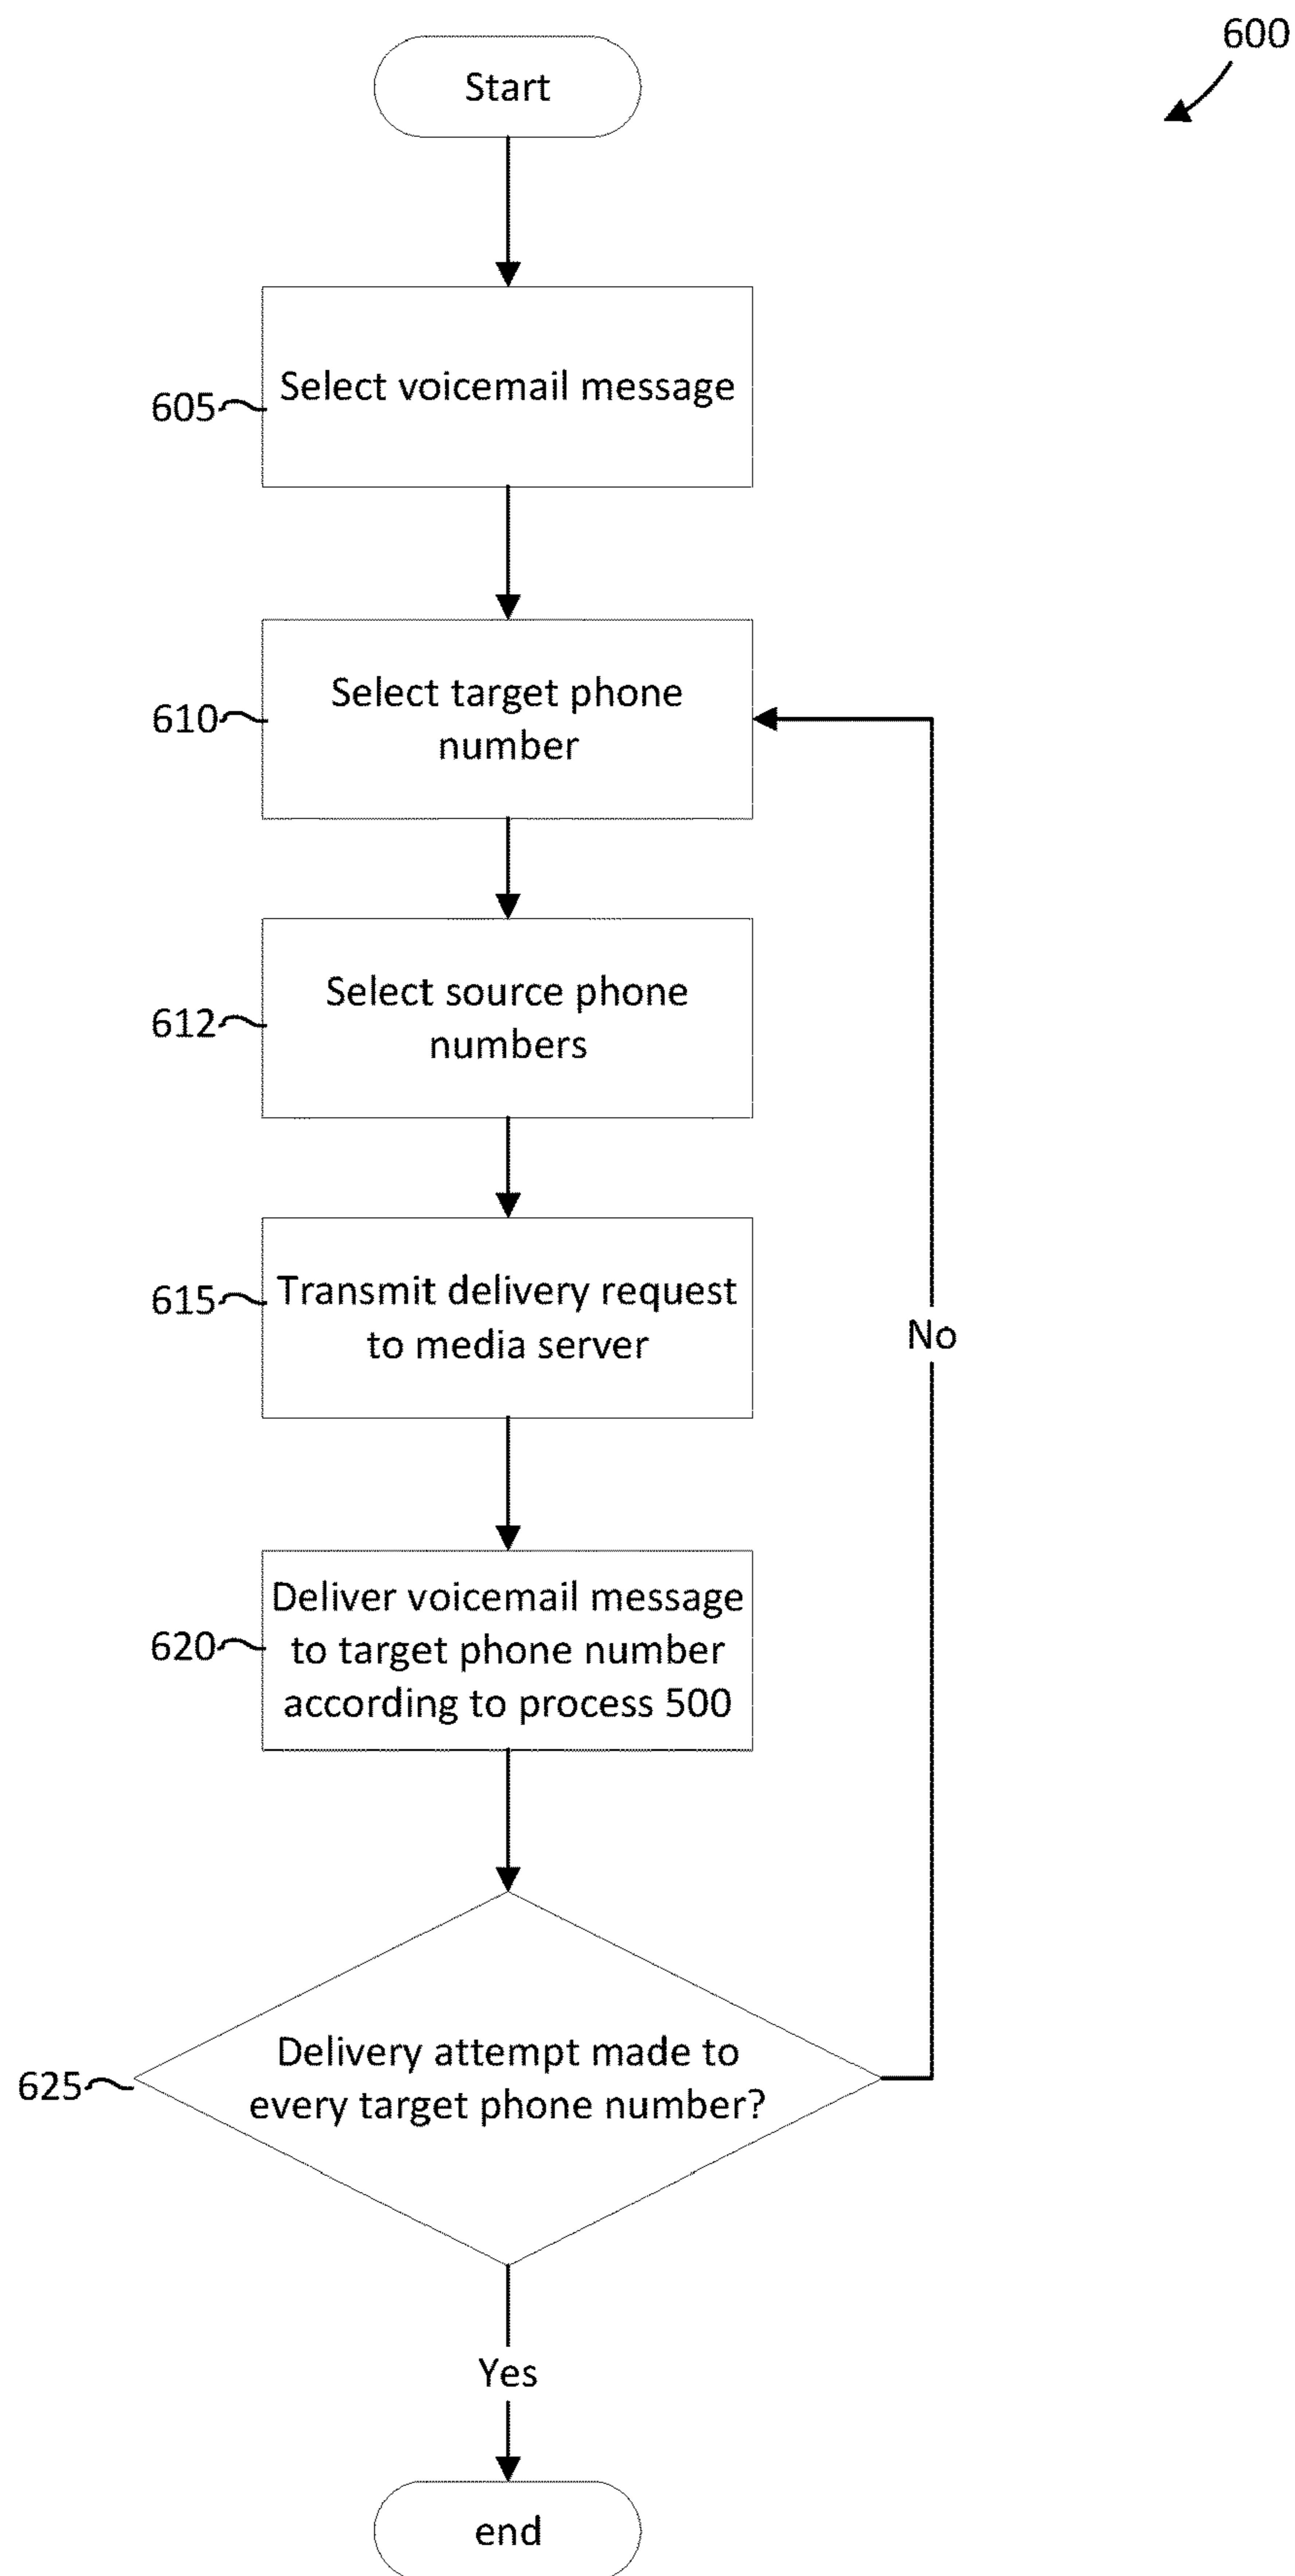 600
Start
605
Select voicemail message
610
Select target phone
number
612
Select source phone
numbers
615
Transmit delivery request
to media server
No
620
Deliver voicemail message
to target phone number
according to process 500
625
Delivery attempt made to
every target phone number?
Yes
end